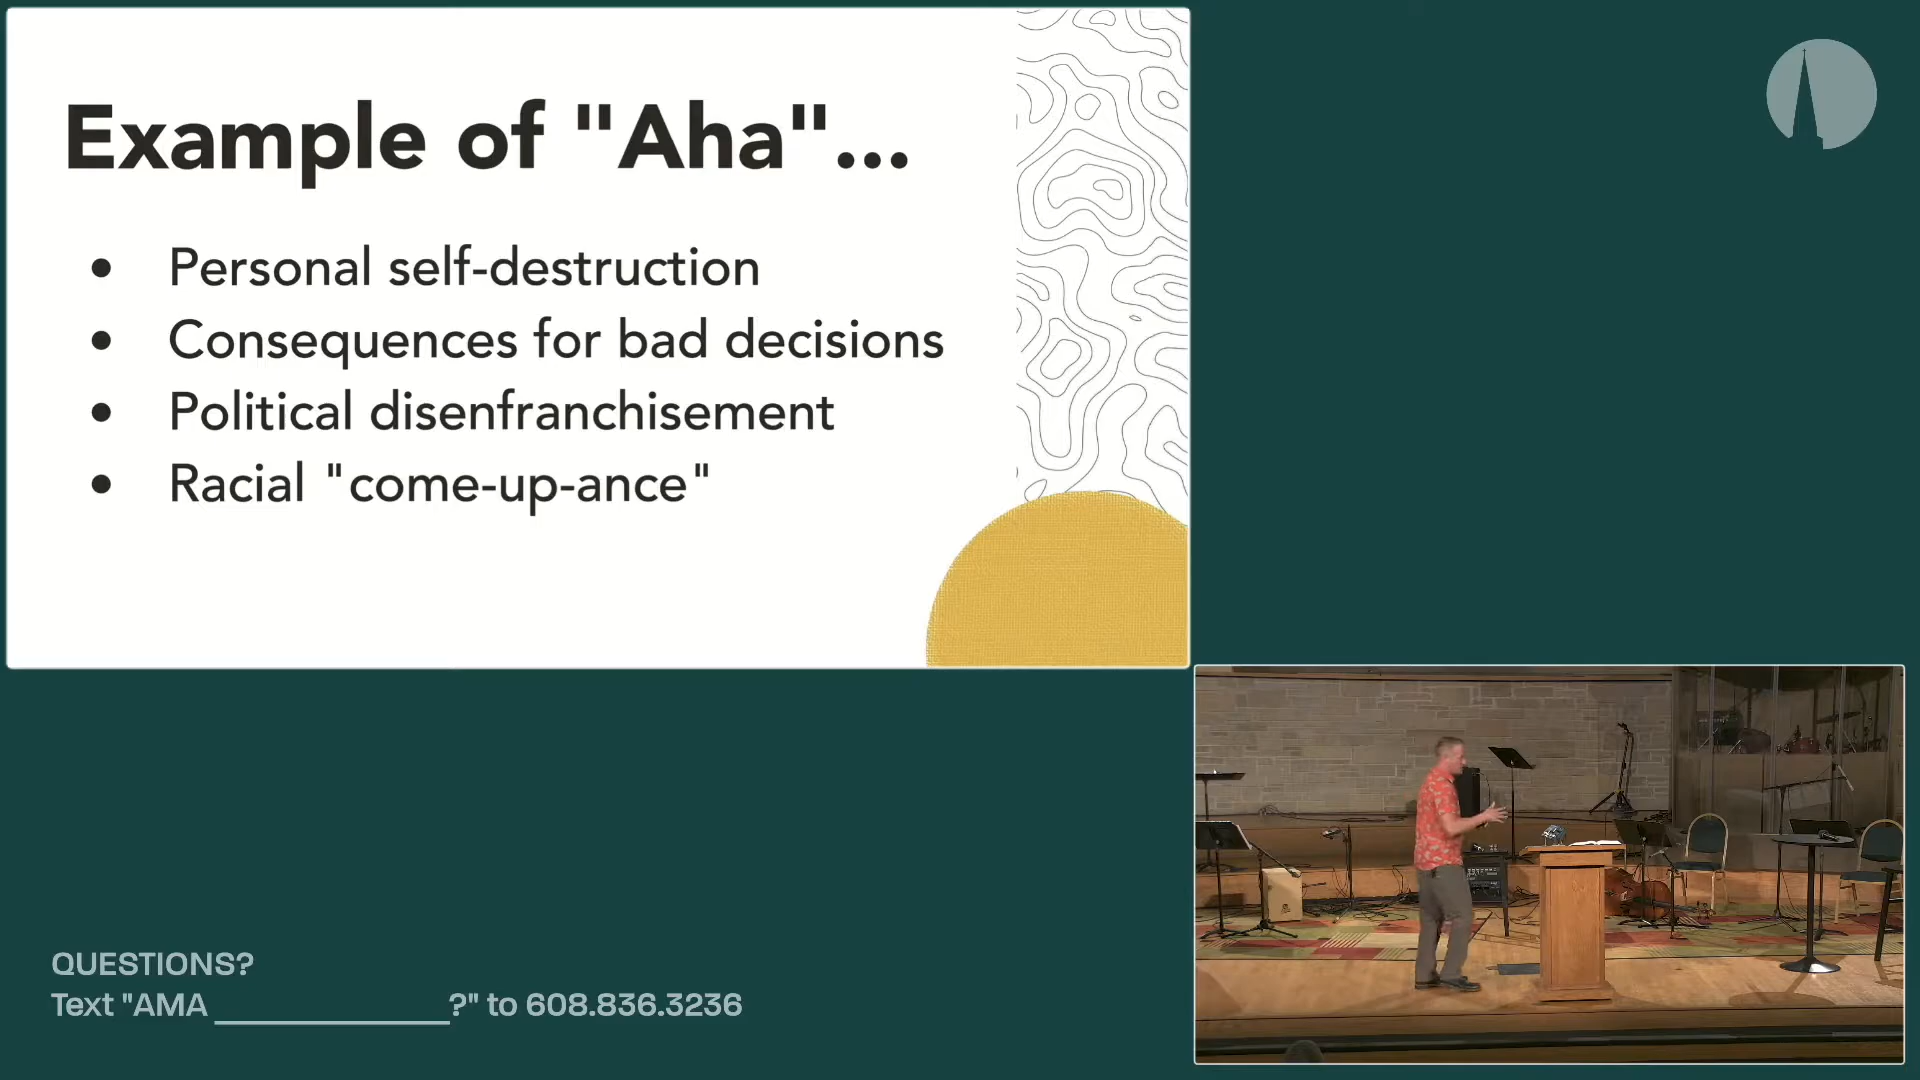 Example of "Aha"...
• Personal self-destruction
• Consequences for bad decisions
• Political disenfranchisement
• Racial "come-up-ance"
QUESTIONS?
Text "AMA ______________?" to 608.836.3236